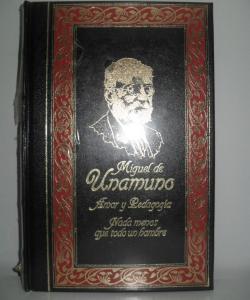 Miguel de
Unamuno
Amor y Pedagogía
Nada menos
que todo un hombre